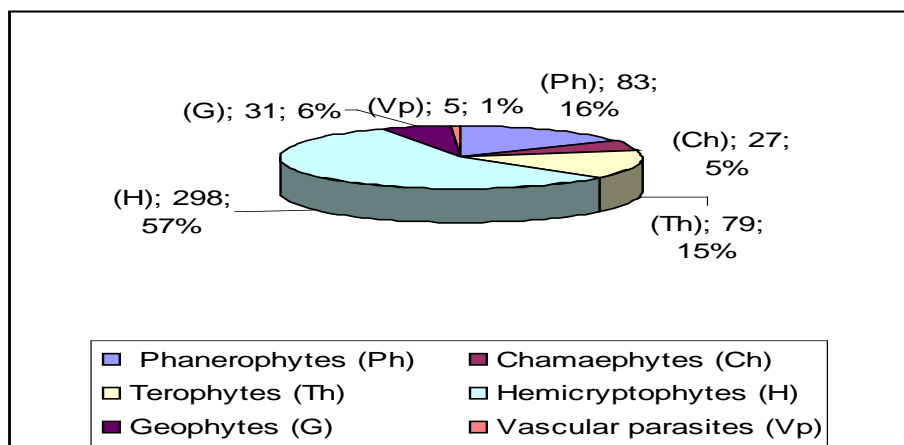 (Ph); 83;
16%
(G); 31; 6%
(Vp); 5; 1%
(Ch); 27;
5%
(H); 298;
57%
(Th); 79;
15%
Phanerophytes (Ph)
Chamaephytes (Ch)
Terophytes (Th)
Hemicryptophytes (H)
Geophytes (G)
Vascular parasites (Vp)